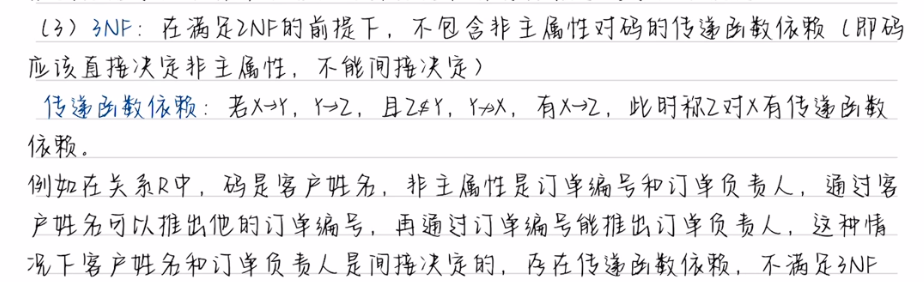 (3) 3NF: 在满足2NF的前提下，不包含非主属性对码的传递函数依赖（即码
应该直接决定非主属性，不能间接决定）
传递函数依赖：若X→Y，Y→Z，且Z⊄Y，Y↛X，有X→Z，此时称Z对X有传递函数
依赖。
例如在关系R中，码是客户姓名，非主属性是订单编号和订单负责人，通过客
户姓名可以推出他的订单编号，再通过订单编号能推出订单负责人，这种情
况下客户姓名和订单负责人是间接决定的，存在传递函数依赖，不满足3NF